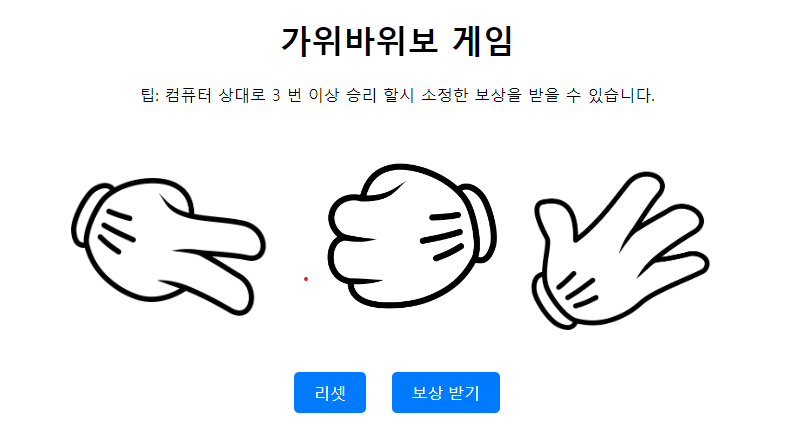 가위바위보 게임
팁: 컴퓨터 상대로 3 번 이상 승리 할시 소정한 보상을 받을 수 있습니다.
리셋
보상 받기